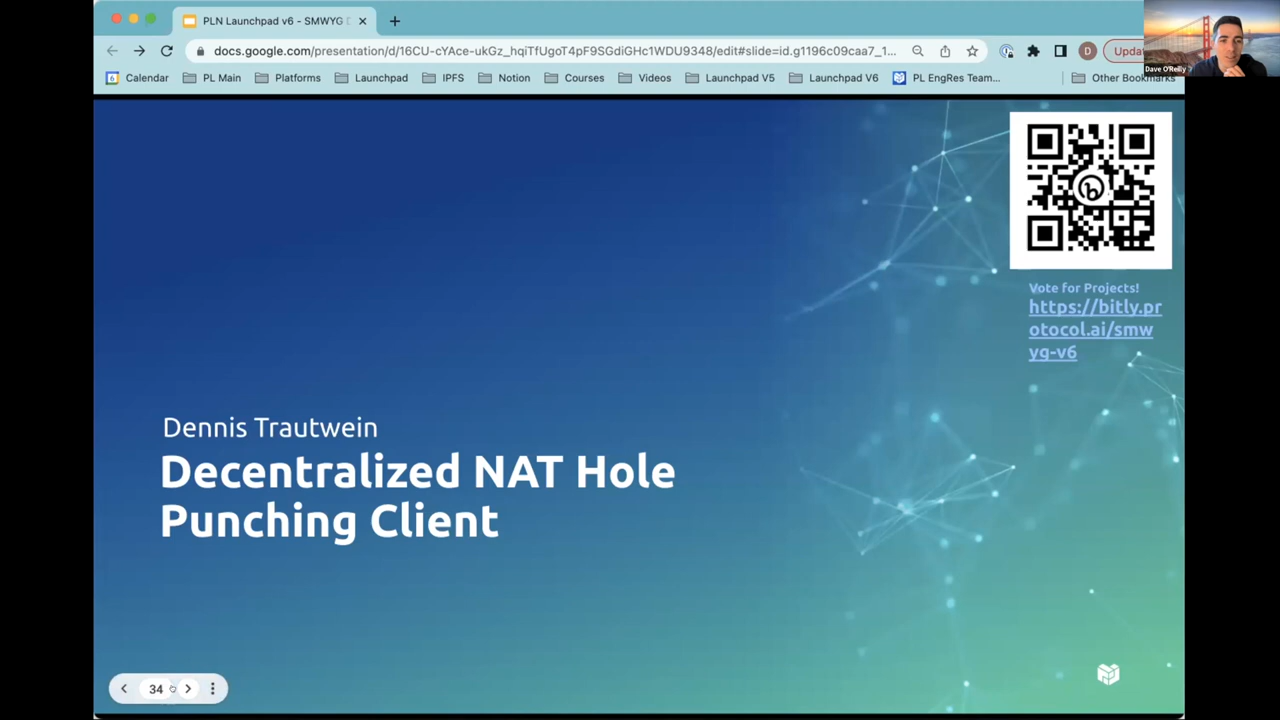 PLN Launchpad v6 - SMWYG
docs.google.com/presentation/d/16CU-cYAce-ukGz_hqiTfUgoT4pF9SGdiGHc1WDU9348/edit#slide=id.g1196c09caa7_1...
D
Upda
Calendar
PL Main
Platforms
Launchpad
IPFS
Notion
Courses
Videos
Launchpad V5
Launchpad V6
PL EngRes Team...
Other Bookmarks
Dave O'Reilly
Vote for Projects!
https://bitly.pr
otocol.ai/smw
yg-v6
Dennis Trautwein
Decentralized NAT Hole
Punching Client
34